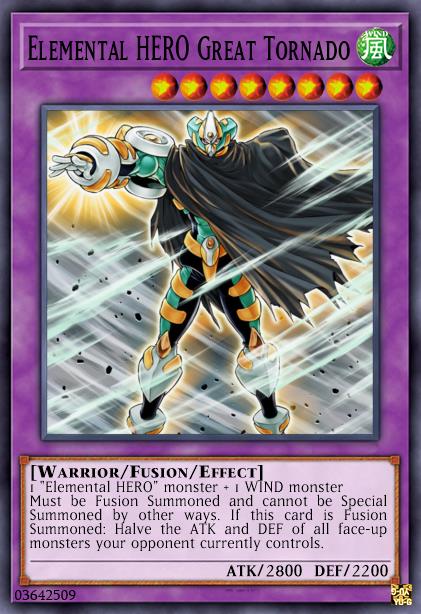 Elemental HERO Great Tornado
WIND
風
[Warrior/Fusion/Effect]
1 "Elemental HERO" monster + 1 WIND monster
Must be Fusion Summoned and cannot be Special
Summoned by other ways. If this card is Fusion
Summoned: Halve the ATK and DEF of all face-up
monsters your opponent currently controls.
ATK/2800 DEF/2200
03642509